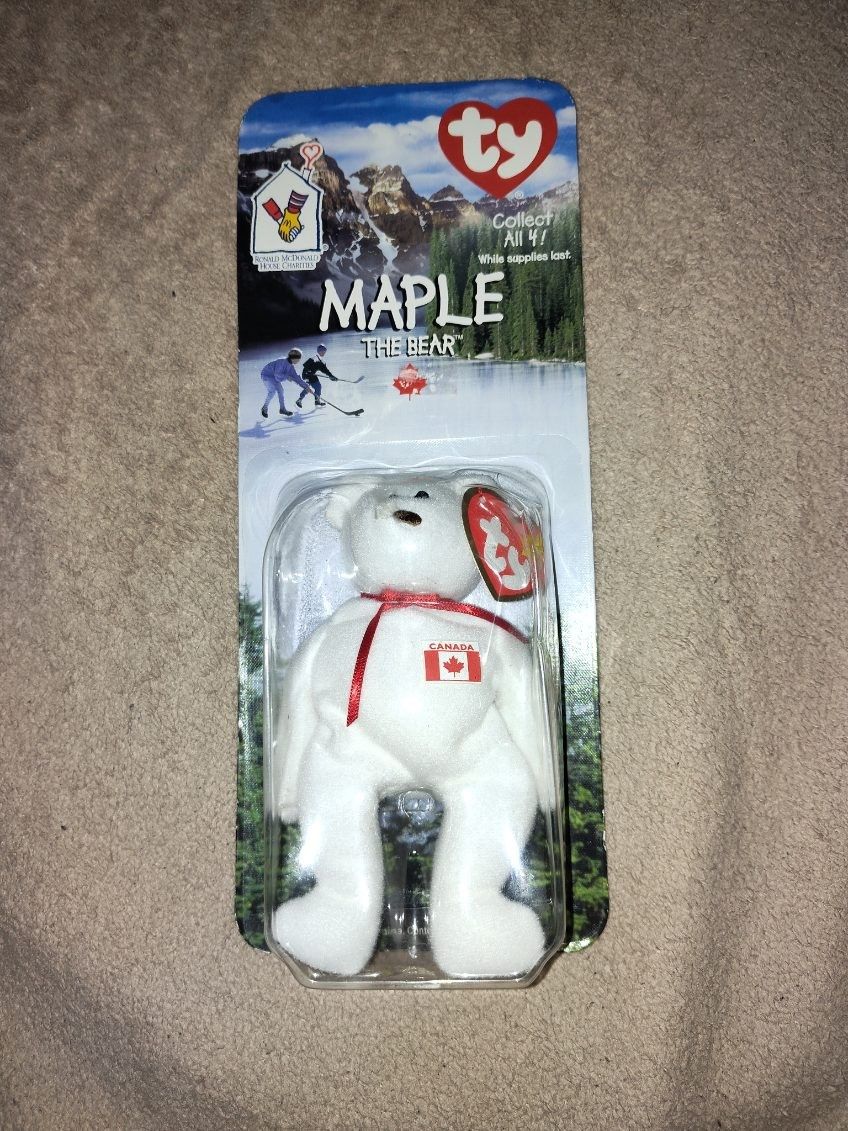 ty
®
Collect
All 4!
While supplies last.
RONALD MCDONALD
HOUSE CHARITIES®
MAPLE
THE BEAR™
ty
CANADA